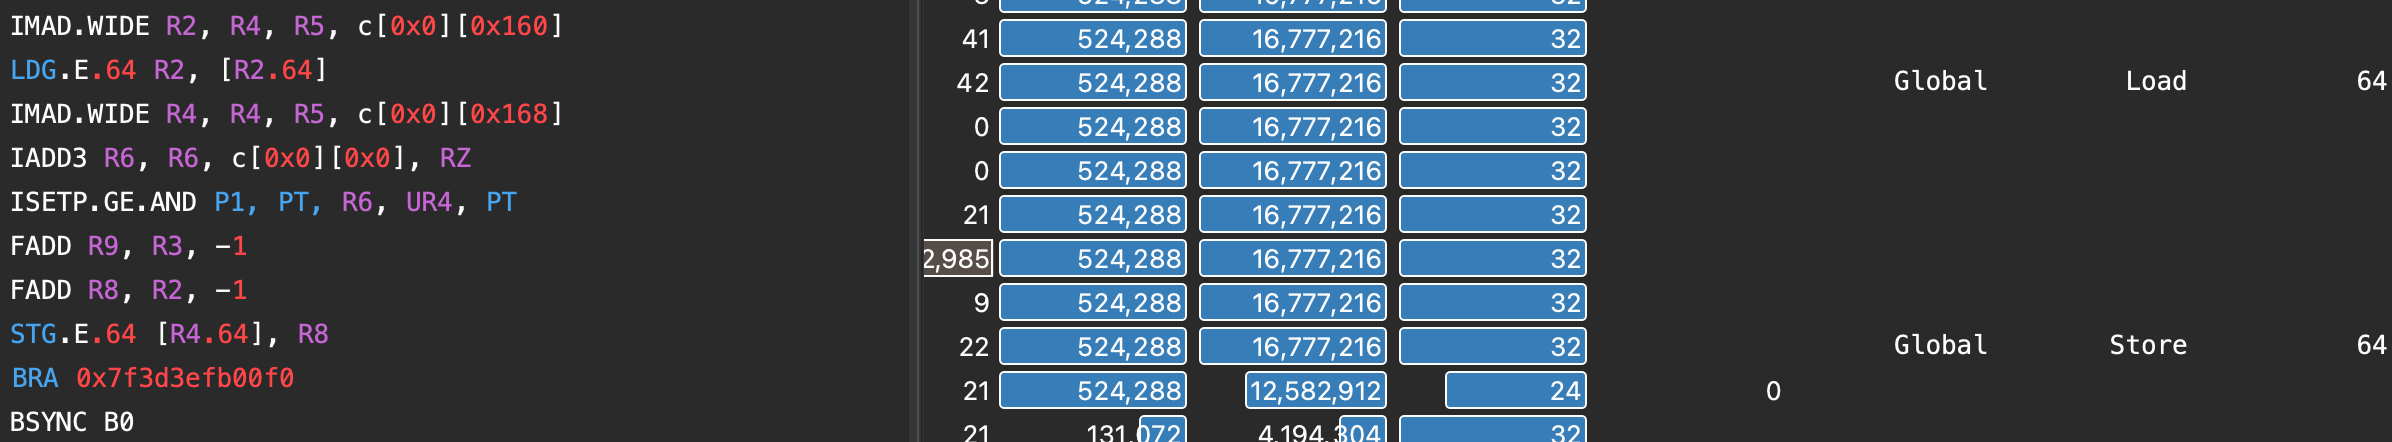 IMAD.WIDE R2, R4, R5, c[0x0][0x160] 41 524,288 16,777,216 32
LDG.E.64 R2, [R2.64] 42 524,288 16,777,216 32 Global Load 64
IMAD.WIDE R4, R4, R5, c[0x0][0x168] 0 524,288 16,777,216 32
IADD3 R6, R6, c[0x0][0x0], RZ 0 524,288 16,777,216 32
ISETP.GE.AND P1, PT, R6, UR4, PT 21 524,288 16,777,216 32
FADD R9, R3, -1 2,985 524,288 16,777,216 32
FADD R8, R2, -1 9 524,288 16,777,216 32
STG.E.64 [R4.64], R8 22 524,288 16,777,216 32 Global Store 64
BRA 0x7f3d3efb00f0 21 524,288 12,582,912 24 0
BSYNC B0 21 131,072 4,194,304 32